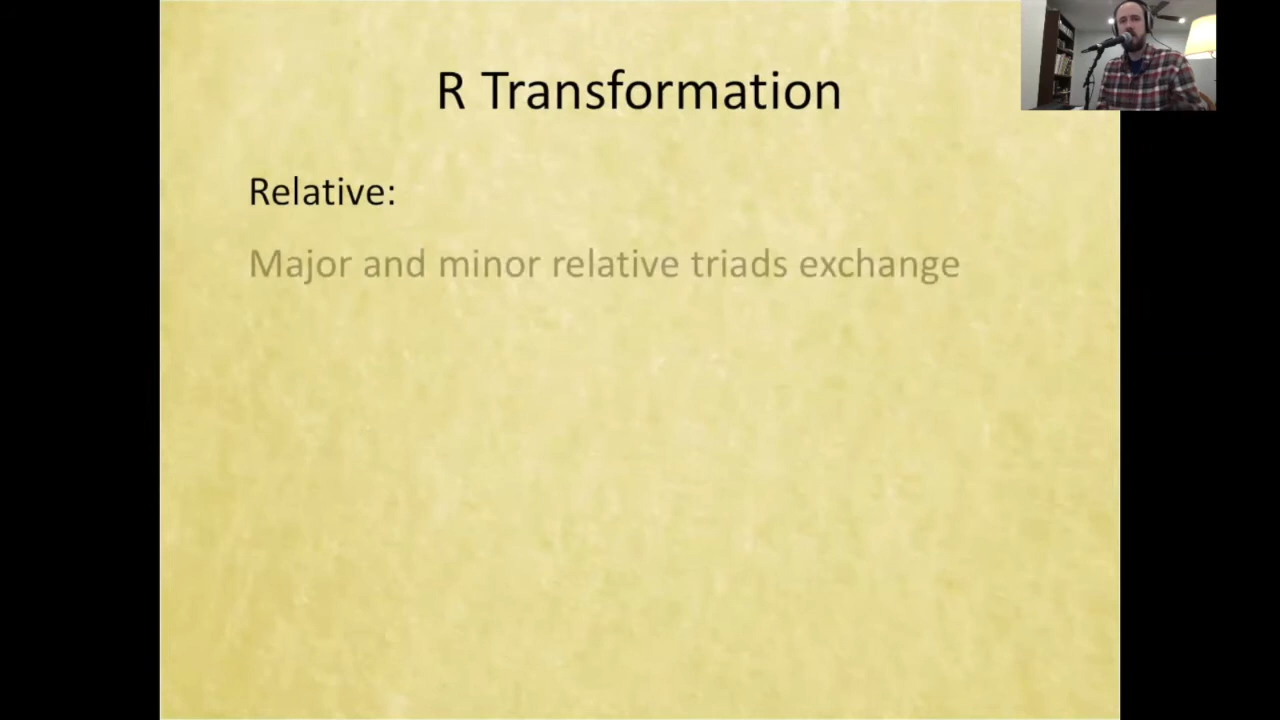 R Transformation
Relative:
Major and minor relative triads exchange